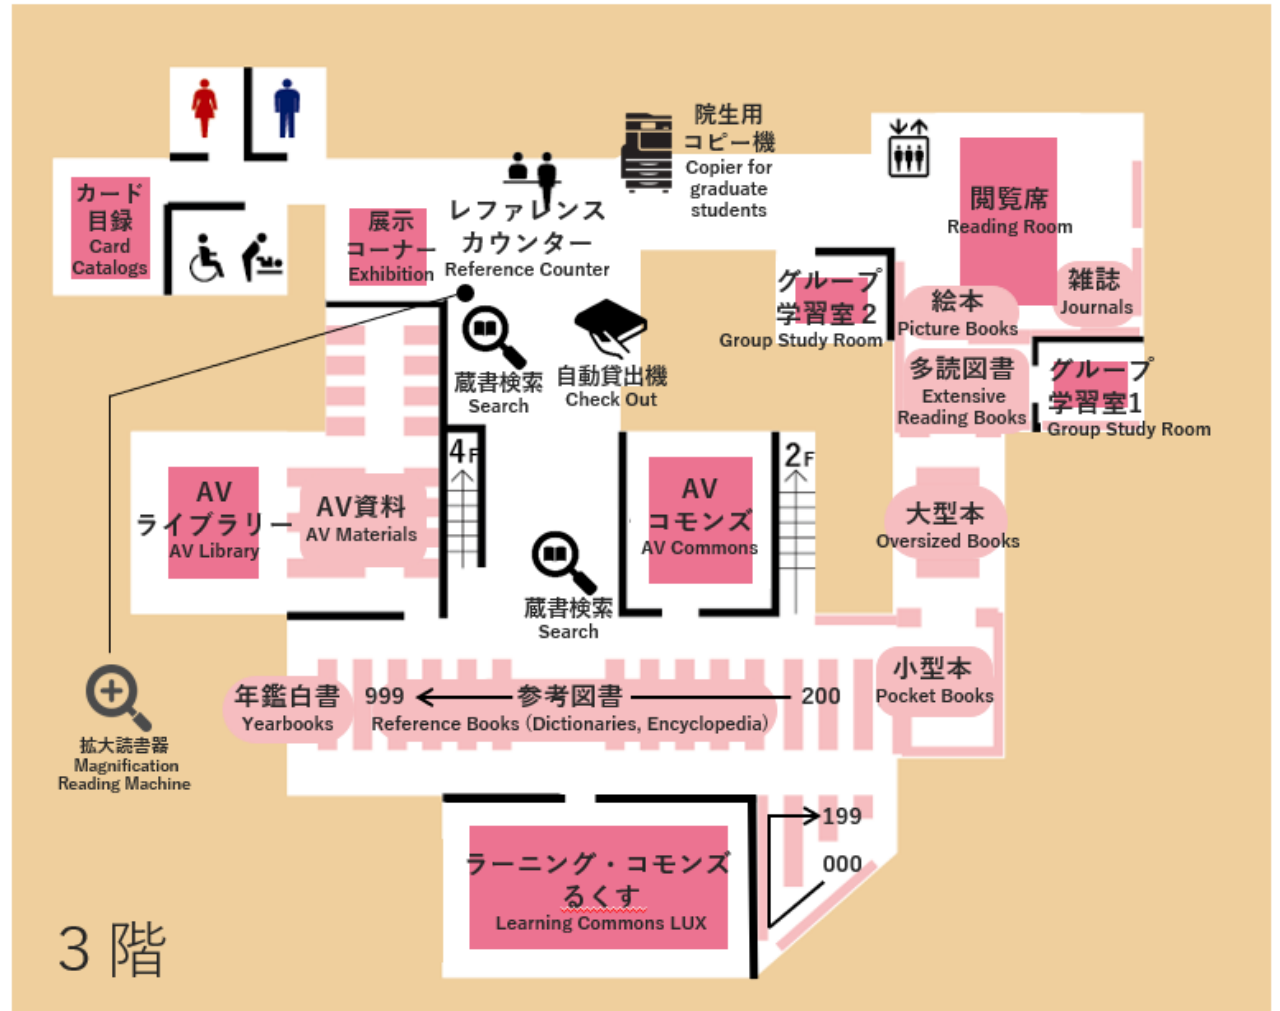 院生用
コピー機
Copier for
graduate
students
カード
目録
Card
Catalogs
展示
コーナー
Exhibition
レファレンス
カウンター
Reference Counter
閲覧席
Reading Room
グループ
学習室２
Group Study Room
絵本
Picture Books
雑誌
Journals
蔵書検索
Search
自動貸出機
Check Out
多読図書
Extensive
Reading Books
グループ
学習室1
Group Study Room
4F
2F
AV
ライブラリー
AV Library
AV資料
AV Materials
AV
コモンズ
AV Commons
大型本
Oversized Books
蔵書検索
Search
年鑑白書
Yearbooks
999
参考図書
200
Reference Books (Dictionaries, Encyclopedia)
小型本
Pocket Books
拡大読書器
Magnification
Reading Machine
199
000
ラーニング・コモンズ
るくす
Learning Commons LUX
３階